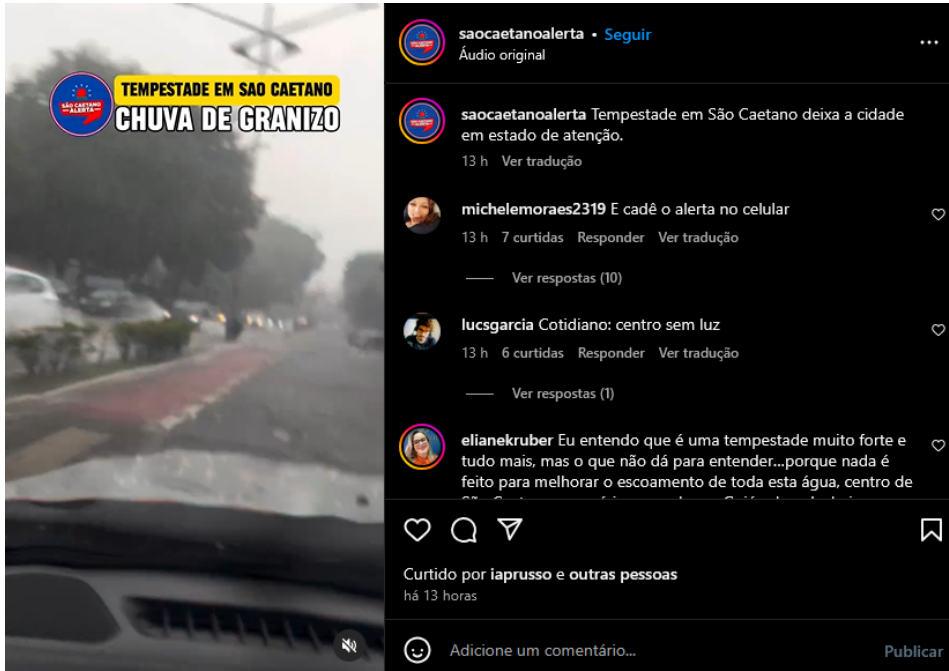 TEMPESTADE EM SAO CAETANO
CHUVA DE GRANIZO
SÃO CAETANO
ALERTA
saocaetanoalerta • Seguir
Áudio original
saocaetanoalerta Tempestade em São Caetano deixa a cidade
em estado de atenção.
13 h Ver tradução
michelemoraes2319 E cadê o alerta no celular
13 h 7 curtidas Responder Ver tradução
Ver respostas (10)
lucsgarcia Cotidiano: centro sem luz
13 h 6 curtidas Responder Ver tradução
Ver respostas (1)
elianekruber Eu entendo que é uma tempestade muito forte e
tudo mais, mas o que não dá para entender...porque nada é
feito para melhorar o escoamento de toda esta água, centro de
Curtido por iaprusso e outras pessoas
há 13 horas
Adicione um comentário...
Publicar